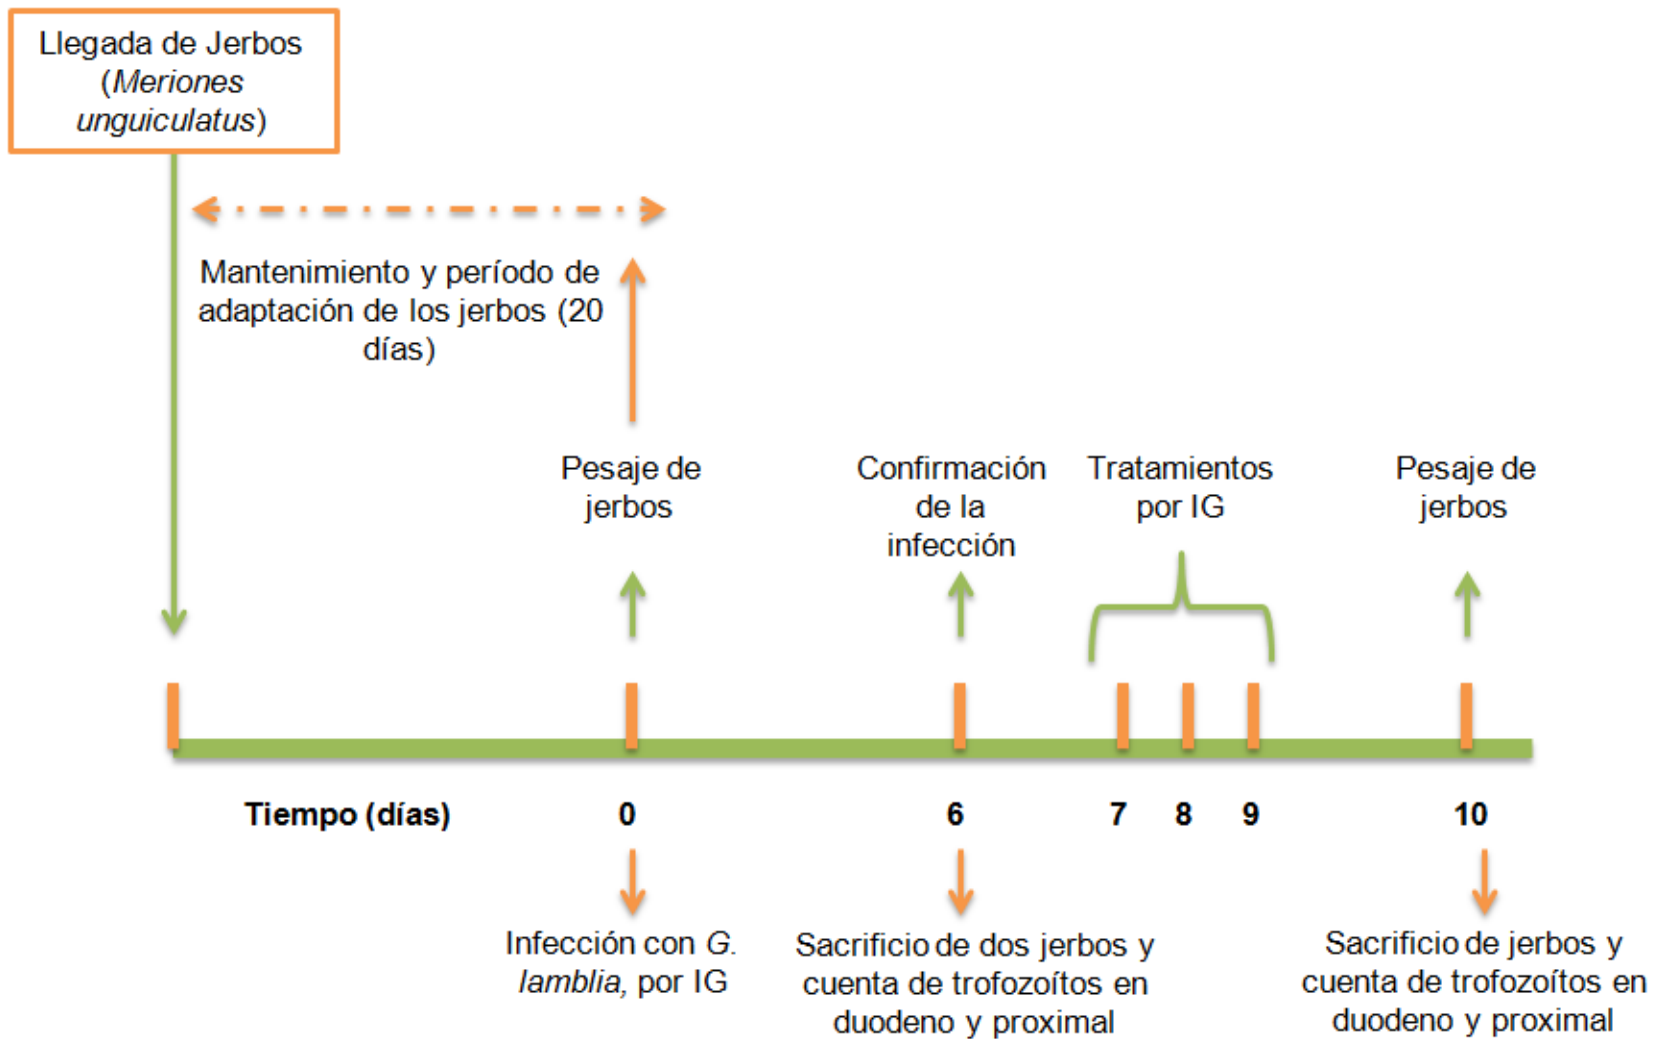 Llegada de Jerbos
(Meriones
unguiculatus)
Mantenimiento y período de
adaptación de los jerbos (20
días)
Pesaje de
jerbos
Confirmación
de la
infección
Tratamientos
por IG
Pesaje de
jerbos
Tiempo (días) 0 6 7 8 9 10
Infección con G.
lamblia, por IG
Sacrificio de dos jerbos y
cuenta de trofozoítos en
duodeno y proximal
Sacrificio de jerbos y
cuenta de trofozoítos en
duodeno y proximal